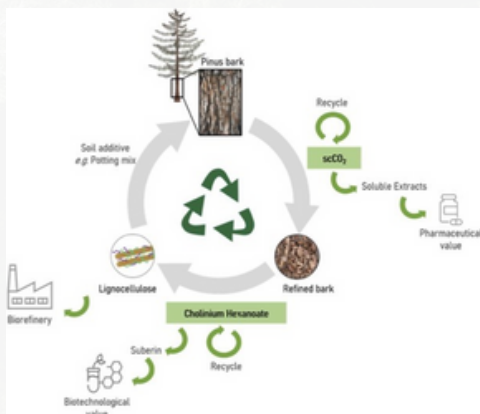 Pinus bark
Recycle
scCO₂
Soluble Extracts
Pharmaceutical
value
Soil additive
e.g: Potting mix
Lignocellulose
Refined bark
Biorefinery
Cholinium Hexanoate
Suberin
Recycle
Biotechnological
value